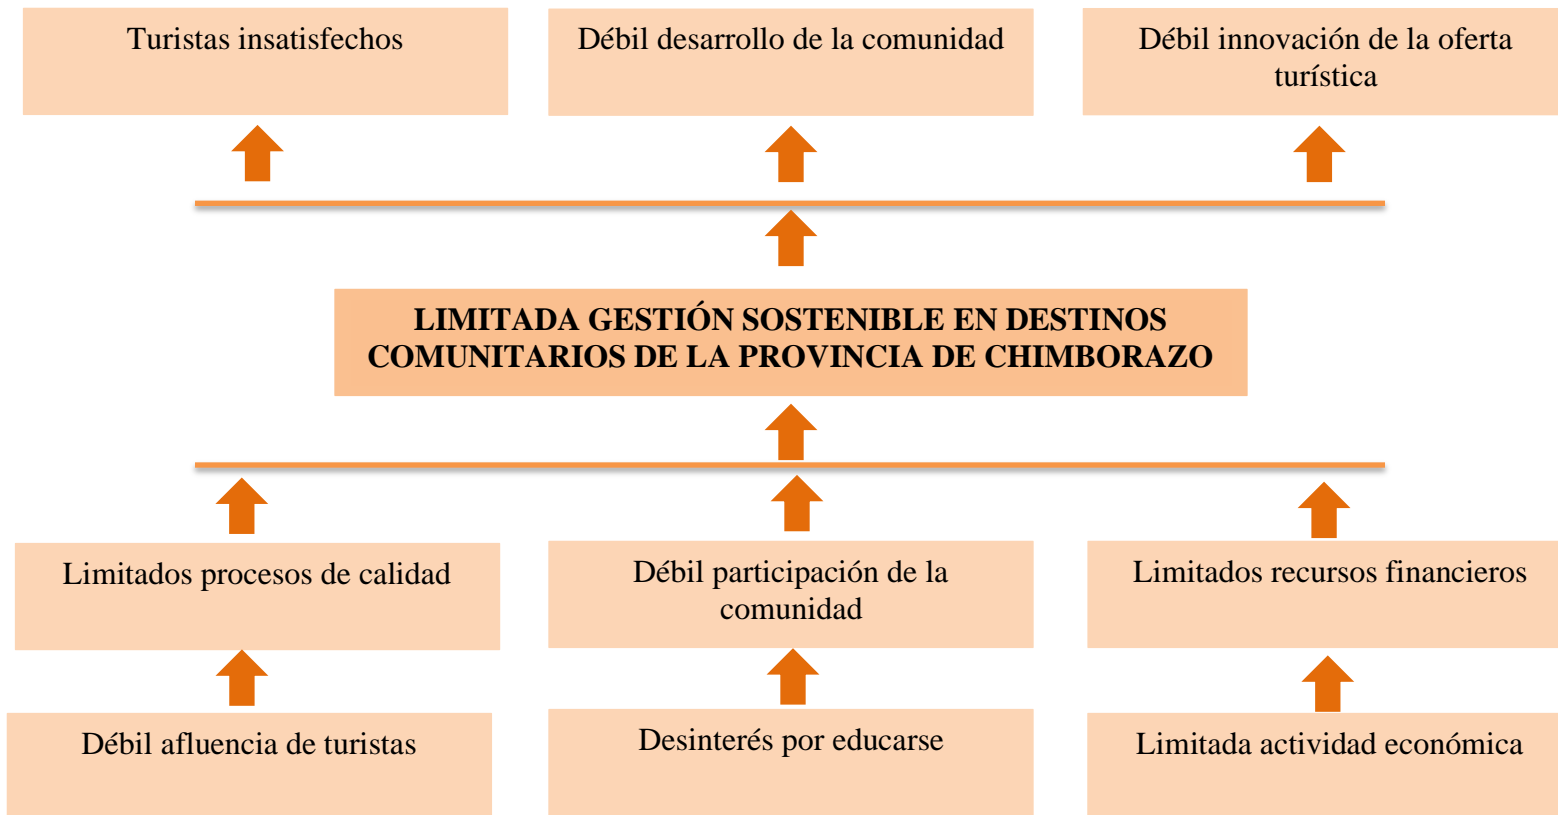 Turistas insatisfechos
Débil desarrollo de la comunidad
Débil innovación de la oferta
turística
LIMITADA GESTIÓN SOSTENIBLE EN DESTINOS
COMUNITARIOS DE LA PROVINCIA DE CHIMBORAZO
Limitados procesos de calidad
Débil participación de la
comunidad
Limitados recursos financieros
Débil afluencia de turistas
Desinterés por educarse
Limitada actividad económica